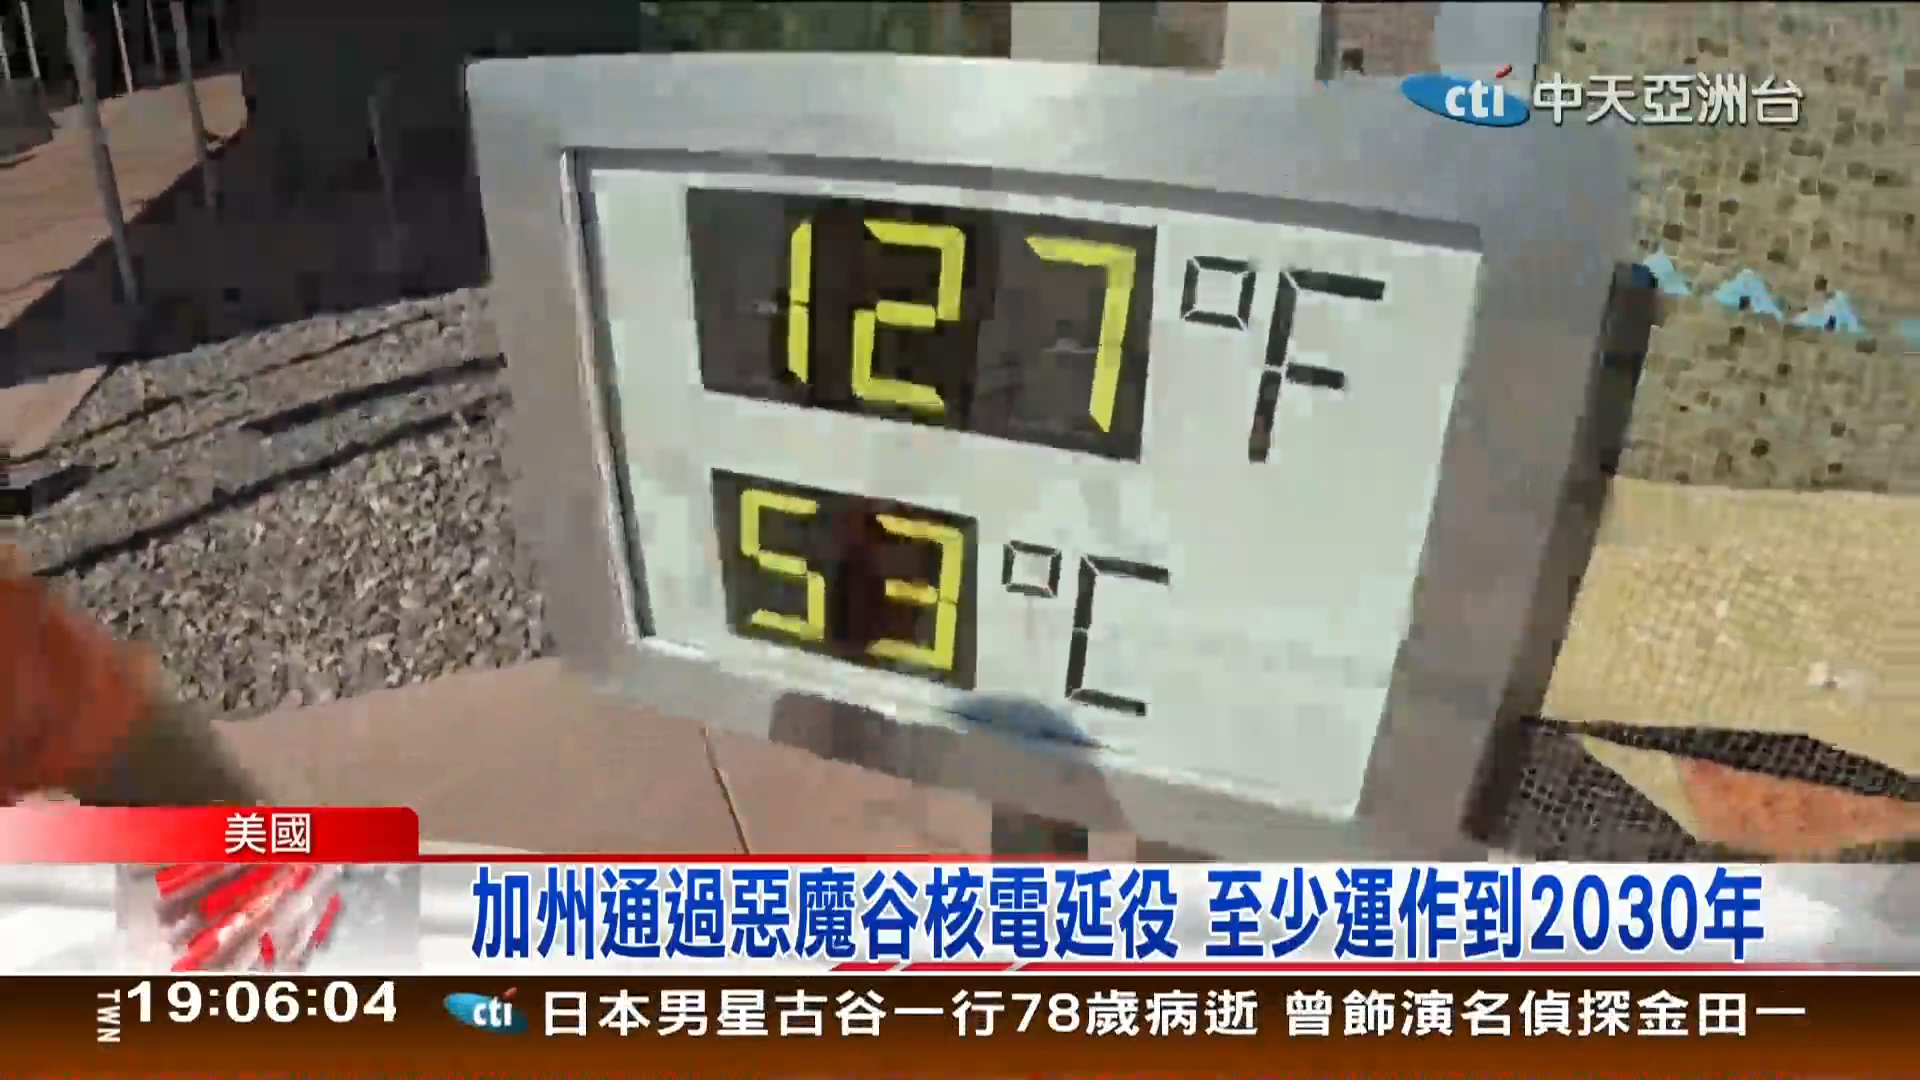 cti 中天亞洲台
127 °F
53 °C
美國
加州通過惡魔谷核電延役 至少運作到2030年
TWN 19:06:04 cti 日本男星古谷一行78歲病逝 曾飾演名偵探金田一